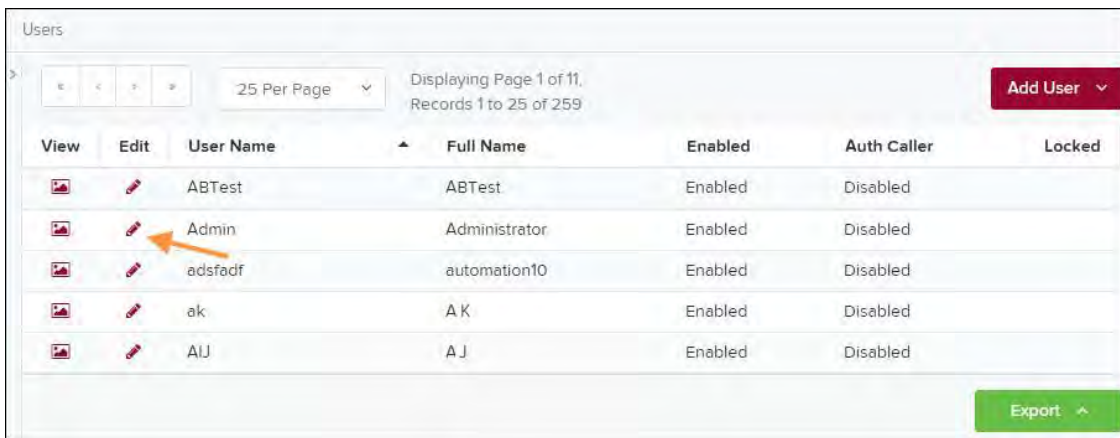 Users
25 Per Page
Displaying Page 1 of 11,
Records 1 to 25 of 259
Add User
View Edit User Name Full Name Enabled Auth Caller Locked
ABTest ABTest Enabled Disabled
Admin Administrator Enabled Disabled
adsfadf automation10 Enabled Disabled
ak A K Enabled Disabled
AIJ A J Enabled Disabled
Export